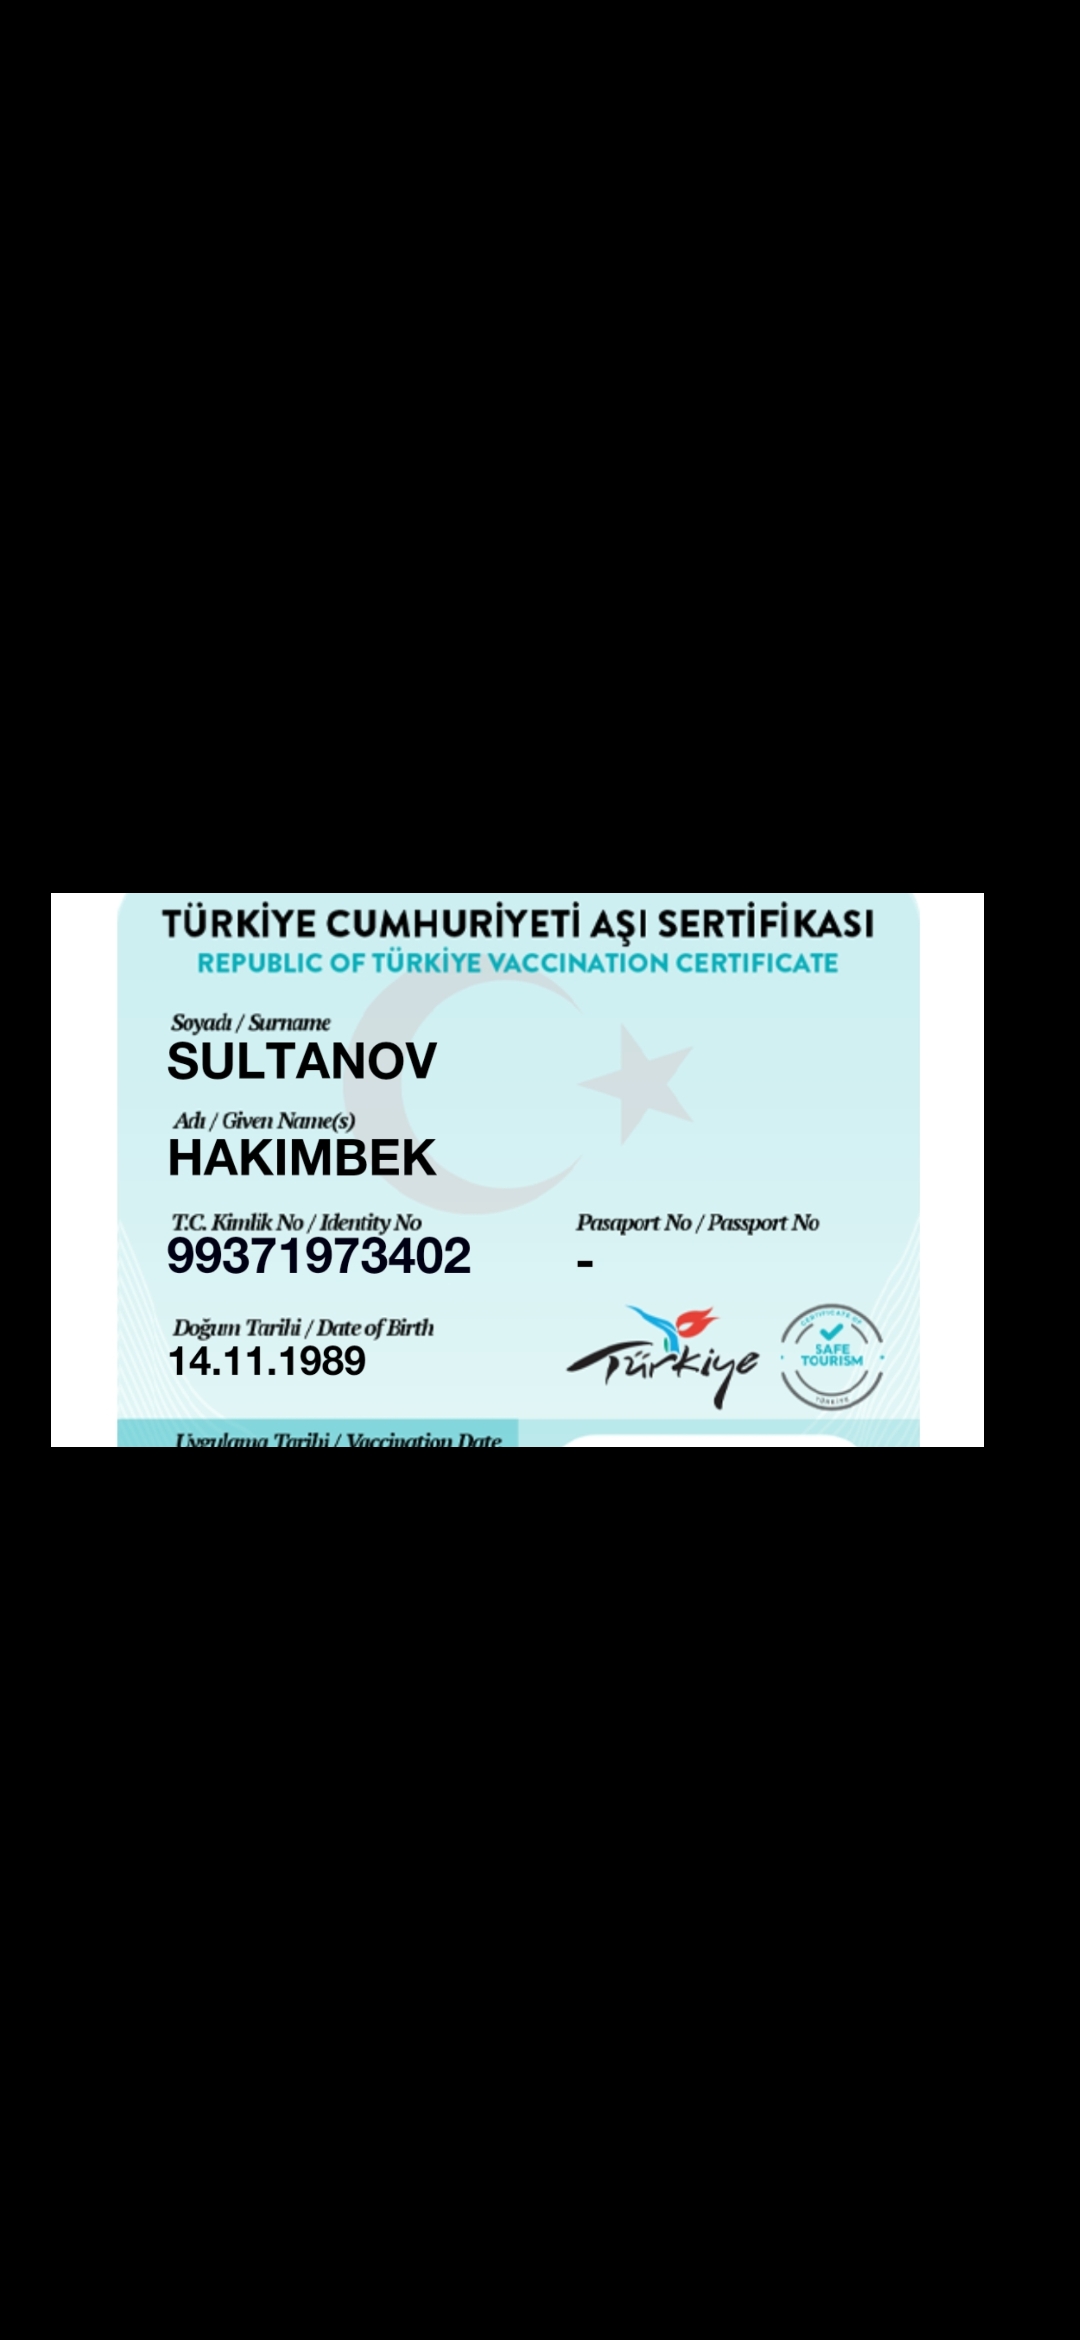 TÜRKİYE CUMHURİYETİ AŞI SERTİFİKASI
REPUBLIC OF TÜRKİYE VACCINATION CERTIFICATE
Soyadı / Surname
SULTANOV
Adı / Given Name(s)
HAKIMBEK
T.C. Kimlik No / Identity No
99371973402
Pasaport No / Passport No
-
Doğum Tarihi / Date of Birth
14.11.1989
Türkiye
CERTIFICATE OF
SAFE
TOURISM
TÜRKİYE
Uygulama Tarihi / Vaccination Date